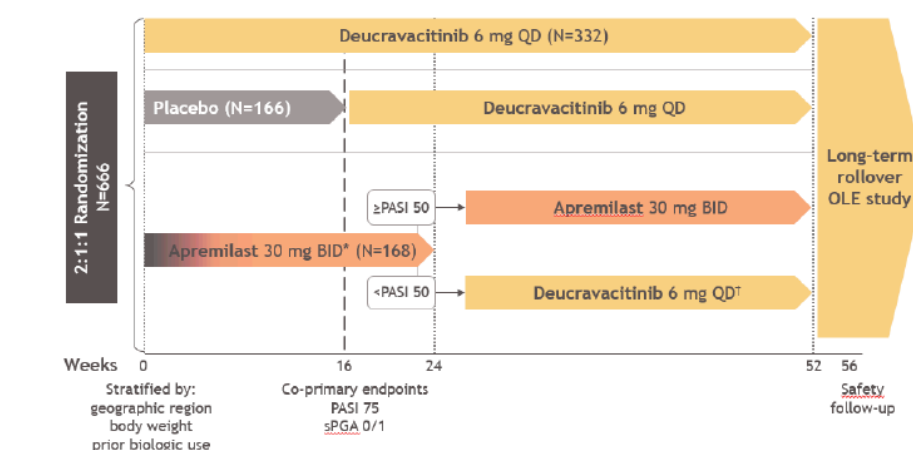 Deucravacitinib 6 mg QD (N=332)
Placebo (N=166)
Deucravacitinib 6 mg QD
2:1:1 Randomization
N=666
Long-term
rollover
OLE study
≥PASI 50
Apremilast 30 mg BID
Apremilast 30 mg BID* (N=168)
<PASI 50
Deucravacitinib 6 mg QD†
Weeks 0 16 24 52 56
Stratified by:
geographic region
body weight
prior biologic use
Co-primary endpoints
PASI 75
sPGA 0/1
Safety
follow-up